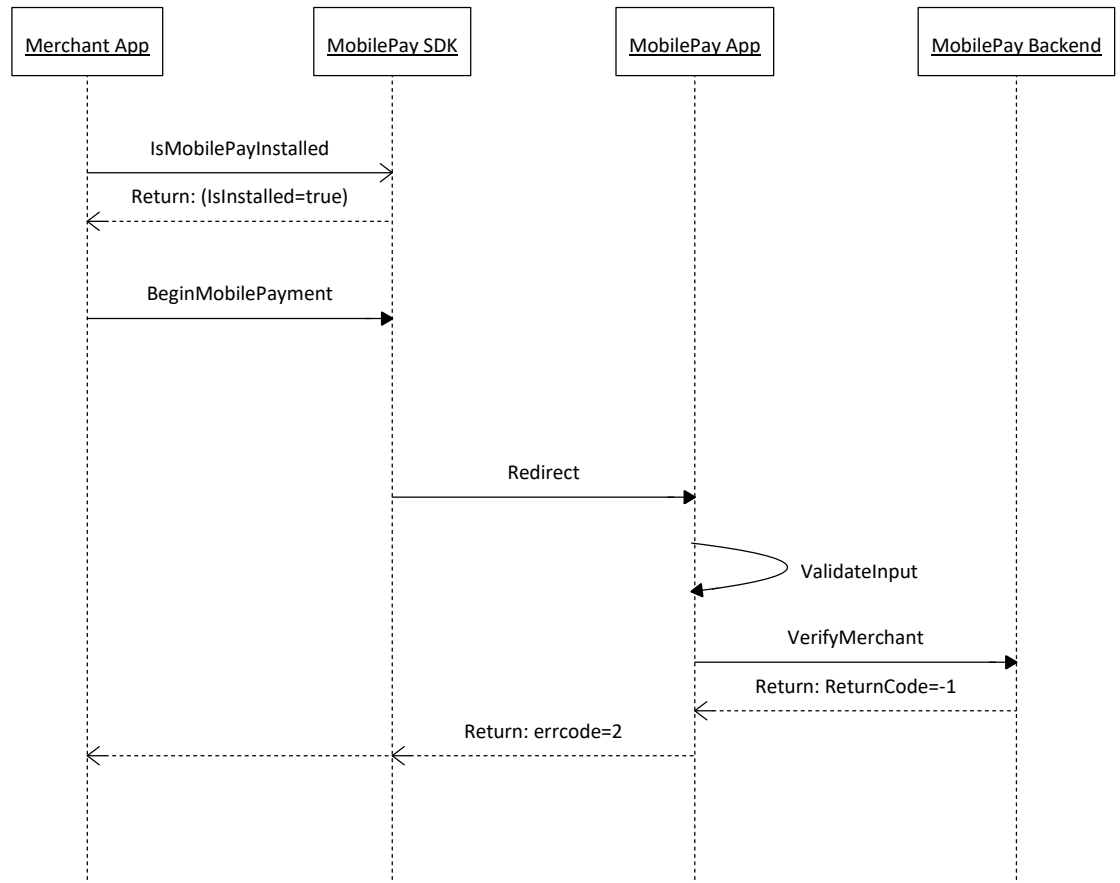 Merchant App
MobilePay SDK
MobilePay App
MobilePay Backend
IsMobilePayInstalled
Return: (IsInstalled=true)
BeginMobilePayment
Redirect
ValidateInput
VerifyMerchant
Return: ReturnCode=-1
Return: errcode=2